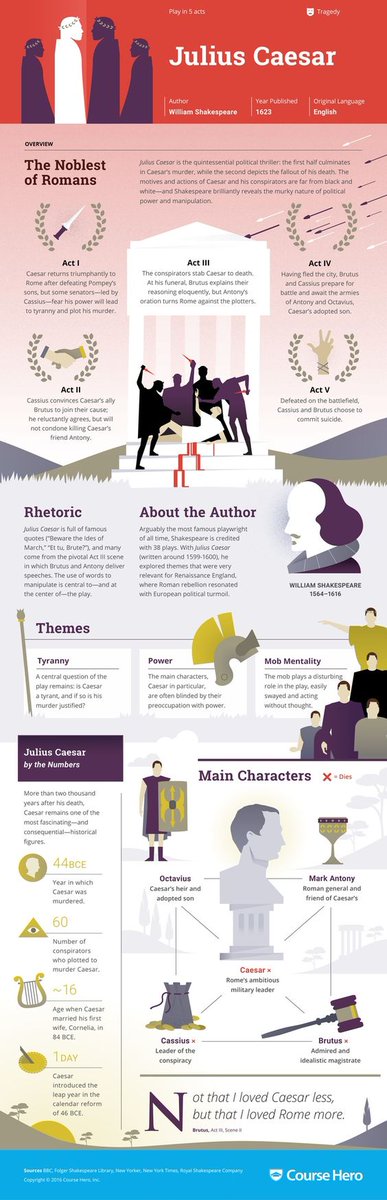 Play in 5 acts
Tragedy
Julius Caesar
Author
William Shakespeare
Year Published
1623
Original Language
English
OVERVIEW
The Noblest
of Romans
Julius Caesar is the quintessential political thriller: the first half culminates
in Caesar's murder, while the second depicts the fallout of his death. The
motives and actions of Caesar and his conspirators are far from black and
white—and Shakespeare brilliantly reveals the murky nature of political
power and manipulation.
Act I
Caesar returns triumphantly to
Rome after defeating Pompey's
sons, but some senators—led by
Cassius—fear his power will lead
to tyranny and plot his murder.
Act III
The conspirators stab Caesar to death.
At his funeral, Brutus explains their
reasoning eloquently, but Antony's
oration turns Rome against the plotters.
Act IV
Having fled the city, Brutus
and Cassius prepare for
battle and await the armies
of Antony and Octavius,
Caesar's adopted son.
Act II
Cassius convinces Caesar's ally
Brutus to join their cause;
he reluctantly agrees, but will
not condone killing Caesar's
friend Antony.
Act V
Defeated on the battlefield,
Cassius and Brutus choose to
commit suicide.
Rhetoric
Julius Caesar is full of famous
quotes ("Beware the Ides
of March," "Et tu, Brute?"), and many
come from the pivotal Act III scene
in which Brutus and Antony deliver
speeches. The use of words to
manipulate is central to—and at
the center of—the play.
About the Author
Arguably the most famous playwright
of all time, Shakespeare is credited
with 38 plays. With Julius Caesar
(written around 1599-1600), he
explored themes that were very
relevant for Renaissance England,
where Roman rebellion resonated
with European political turmoil.
WILLIAM SHAKESPEARE
1564–1616
Themes
Tyranny
A central question of the
play remains: is Caesar
a tyrant, and if so is his
murder justified?
Power
The main characters,
Caesar in particular,
are often blinded by their
preoccupation with power.
Mob Mentality
The mob plays a disturbing
role in the play, easily
swayed and acting
without thought.
Julius Caesar
by the Numbers
More than two thousand
years after his death,
Caesar remains one of the
most fascinating—and
consequential—historical
figures.
44BCE
Year in which
Caesar was
murdered.
60
Number of
conspirators
who plotted to
murder Caesar.
~16
Age when Caesar
married his first
wife, Cornelia, in
84 BCE.
1 DAY
Caesar
introduced the
leap year in the
calendar reform
of 46 BCE.
Main Characters
× = Dies
Octavius
Caesar's heir and
adopted son
Mark Antony
Roman general and
friend of Caesar's
Caesar ×
Rome's ambitious
military leader
Cassius ×
Leader of the
conspiracy
Brutus ×
Admired and
idealistic magistrate
Not that I loved Caesar less,
but that I loved Rome more.
Brutus, Act III, Scene II
Sources BBC, Folger Shakespeare Library, New Yorker, New York Times, Royal Shakespeare Company
Copyright © 2016 Course Hero, Inc.
Course Hero